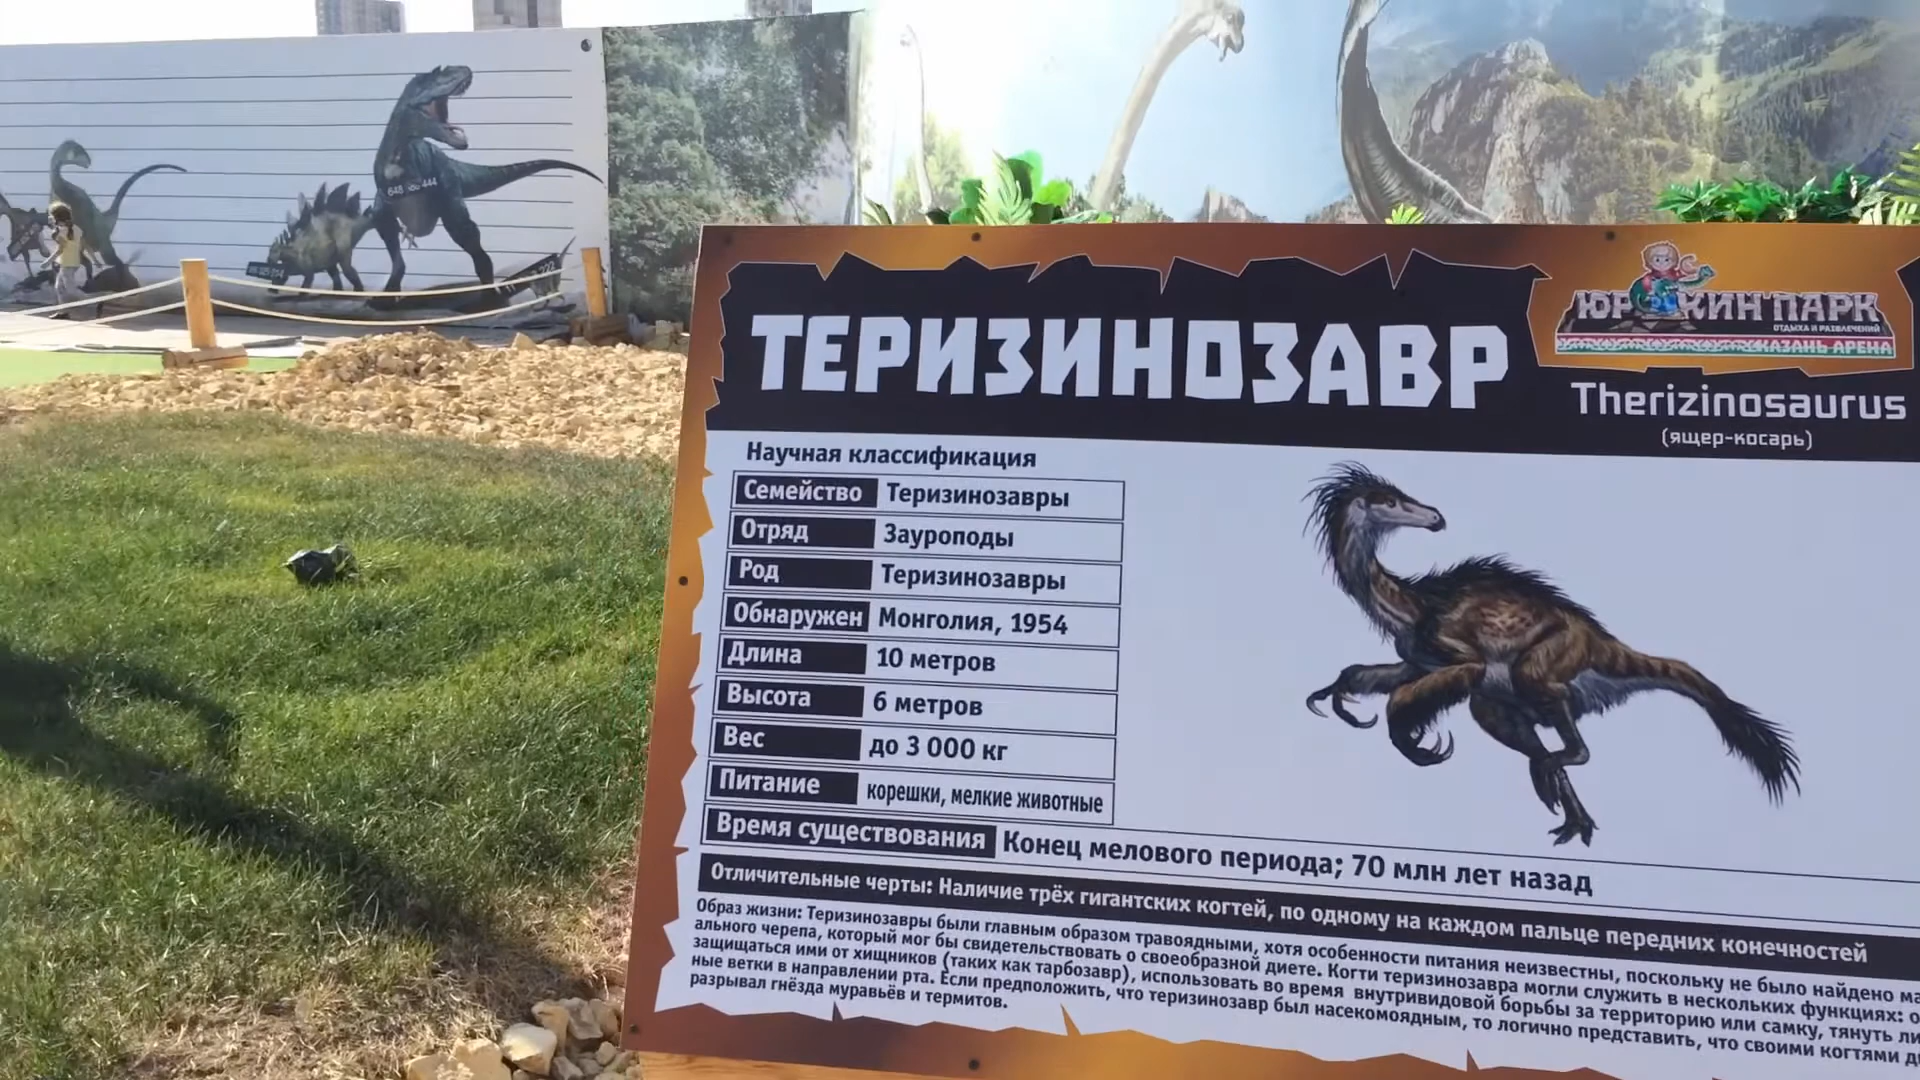 ТЕРИЗИНОЗАВР
ЮР КИН ПАРК
ОТДЫХА И РАЗВЛЕЧЕНИЙ
КАЗАНЬ АРЕНА
Therizinosaurus
(ящер-косарь)
Научная классификация
Семейство Теризинозавры
Отряд Зауроподы
Род Теризинозавры
Обнаружен Монголия, 1954
Длина 10 метров
Высота 6 метров
Вес до 3 000 кг
Питание корешки, мелкие животные
Время существования Конец мелового периода; 70 млн лет назад
Отличительные черты: Наличие трёх гигантских когтей, по одному на каждом пальце передних конечностей
Образ жизни: Теризинозавры были главным образом травоядными, хотя особенности питания неизвестны, поскольку не было найдено
ального черепа, который мог бы свидетельствовать о своеобразной диете. Когти теризинозавра могли служить в нескольких функциях:
защищаться ими от хищников (таких как тарбозавр), использовать во время внутривидовой борьбы за территорию или самку, тянуть
ные ветки в направлении рта. Если предположить, что теризинозавр был насекомоядным, то логично представить, что своими когтями
разрывал гнёзда муравьёв и термитов.